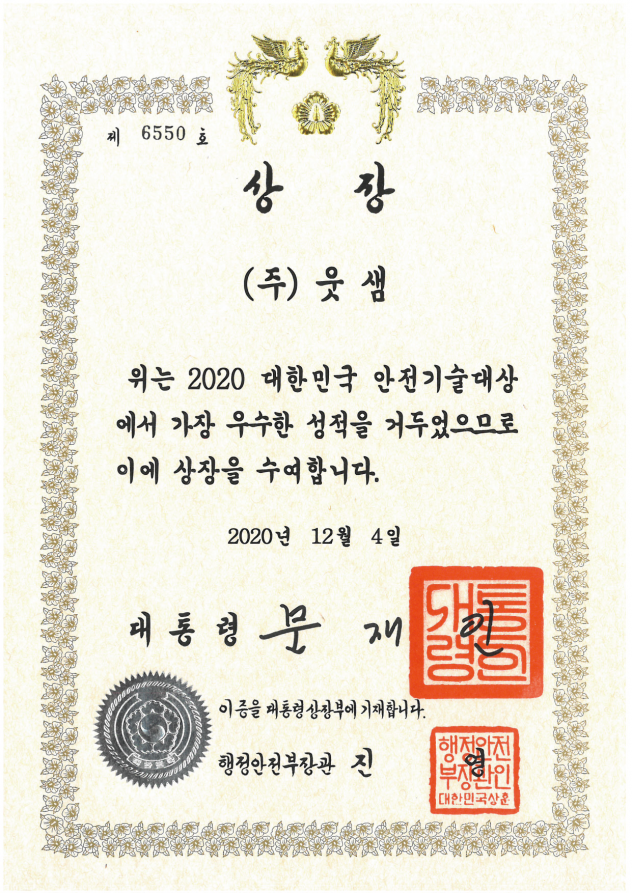 제 6550 호
상 장
(주) 웃 샘
위는 2020 대한민국 안전기술대상
에서 가장 우수한 성적을 거두었으므로
이에 상장을 수여합니다.
2020년 12월 4일
대 통 령 문 재 인
대통령의인
이증을 대통령상장부에 기재합니다.
행정안전부장관 진 영
행정안전
부장관인
대한민국상훈